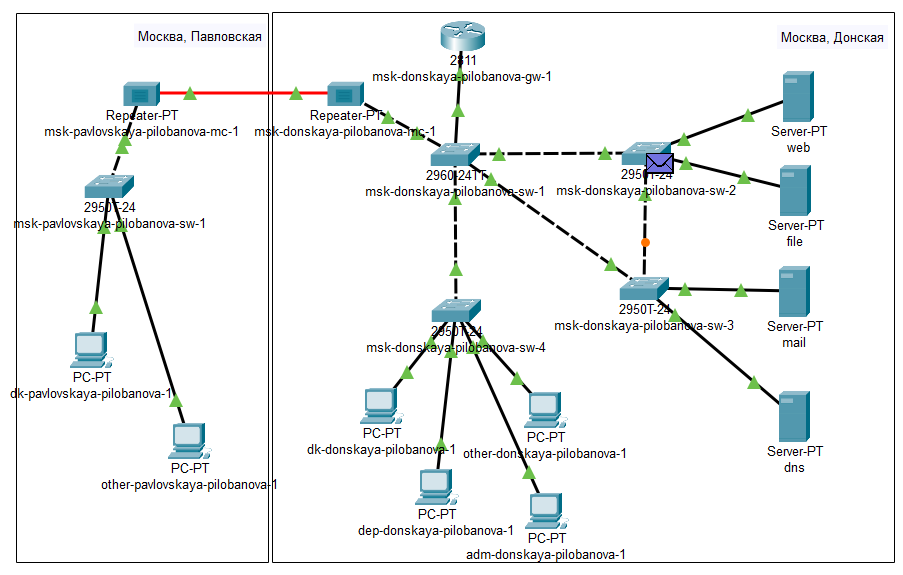 Москва, Павловская
Repeater-PT
msk-pavlovskaya-pilobanova-mc-1
2950T-24
msk-pavlovskaya-pilobanova-sw-1
PC-PT
dk-pavlovskaya-pilobanova-1
PC-PT
other-pavlovskaya-pilobanova-1
Москва, Донская
2811
msk-donskaya-pilobanova-gw-1
Repeater-PT
msk-donskaya-pilobanova-mc-1
2960-24TT
msk-donskaya-pilobanova-sw-1
2950T-24
msk-donskaya-pilobanova-sw-2
Server-PT
web
Server-PT
file
2950T-24
msk-donskaya-pilobanova-sw-3
Server-PT
mail
2950T-24
msk-donskaya-pilobanova-sw-4
PC-PT
dk-donskaya-pilobanova-1
PC-PT
other-donskaya-pilobanova-1
Server-PT
dns
PC-PT
dep-donskaya-pilobanova-1
PC-PT
adm-donskaya-pilobanova-1